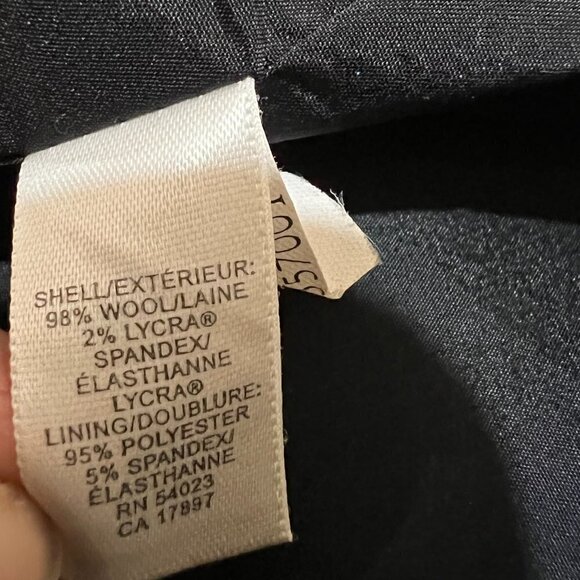 SHELL/EXTÉRIEUR:
98% WOOL/LAINE
2% LYCRA®
SPANDEX/
ÉLASTHANNE
LYCRA®
LINING/DOUBLURE:
95% POLYESTER
5% SPANDEX/
ÉLASTHANNE
RN 54023
CA 17897